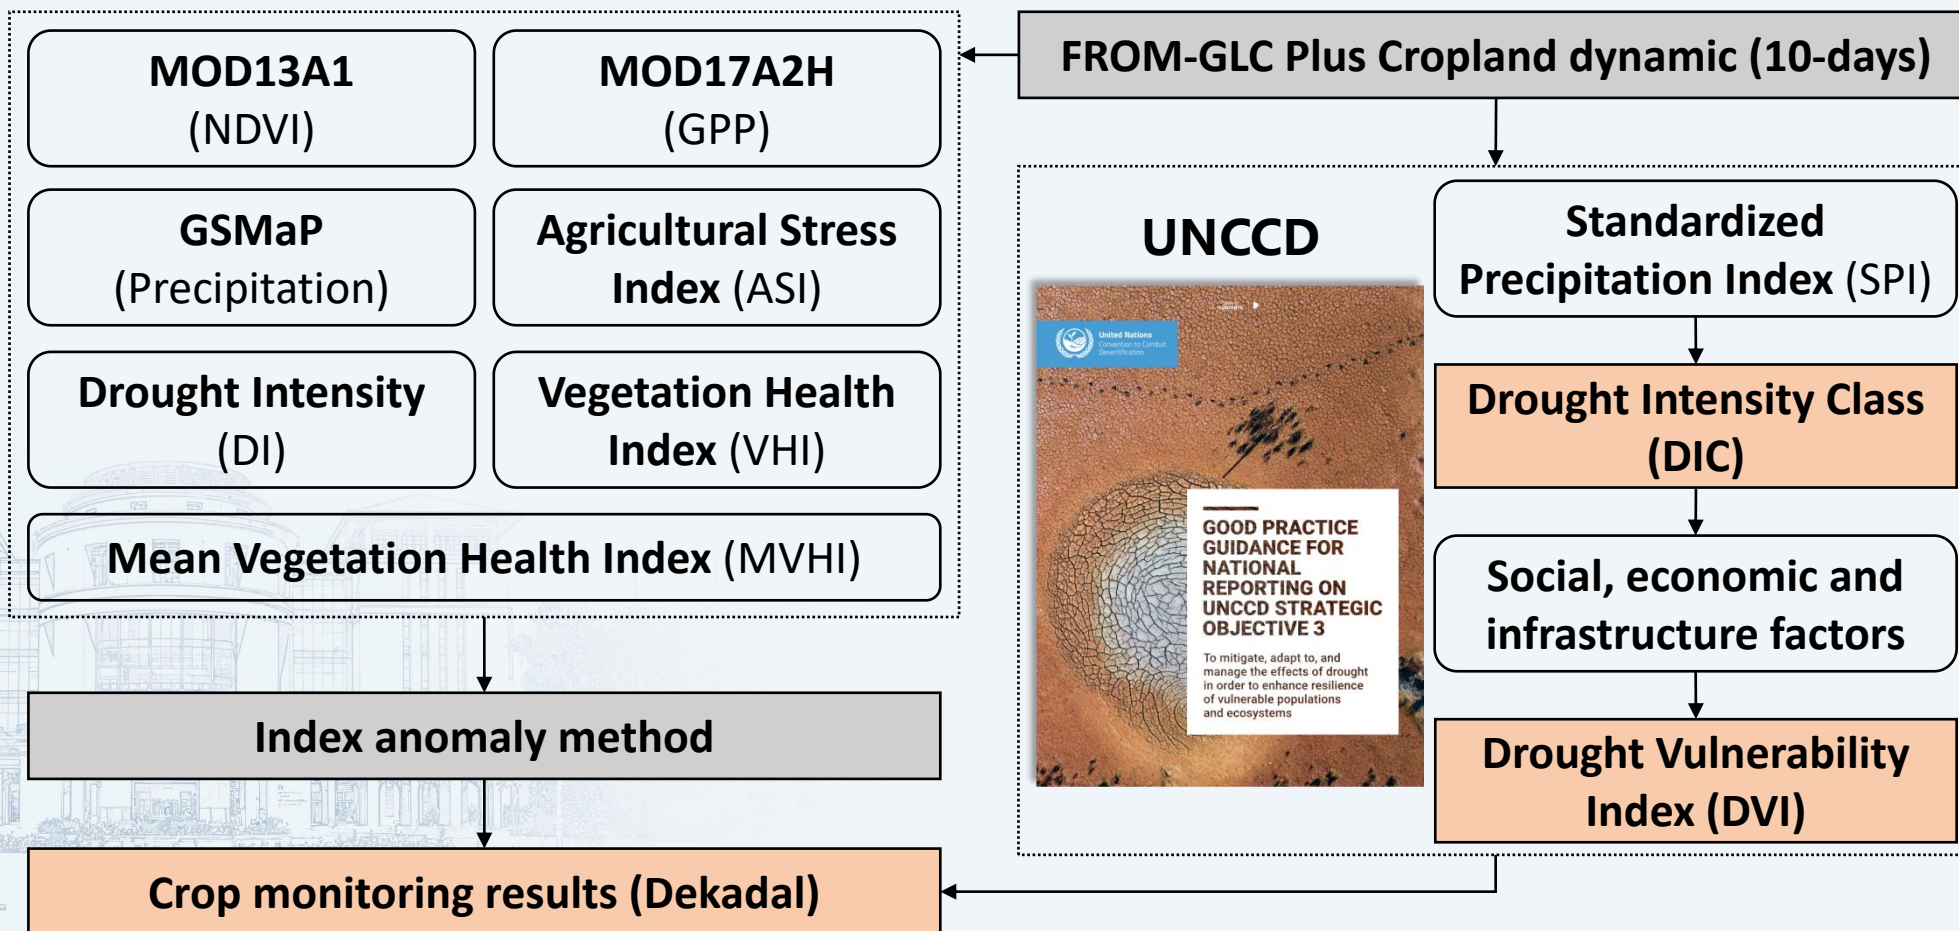 MOD13A1
(NDVI)
MOD17A2H
(GPP)
GSMaP
(Precipitation)
Agricultural Stress
Index (ASI)
Drought Intensity
(DI)
Vegetation Health
Index (VHI)
Mean Vegetation Health Index (MVHI)
Index anomaly method
Crop monitoring results (Dekadal)
FROM-GLC Plus Cropland dynamic (10-days)
UNCCD
United Nations
Convention to Combat
Desertification
GOOD PRACTICE
GUIDANCE FOR
NATIONAL
REPORTING ON
UNCCD STRATEGIC
OBJECTIVE 3
To mitigate, adapt to, and
manage the effects of drought
in order to enhance resilience
of vulnerable populations
and ecosystems
Standardized
Precipitation Index (SPI)
Drought Intensity Class
(DIC)
Social, economic and
infrastructure factors
Drought Vulnerability
Index (DVI)